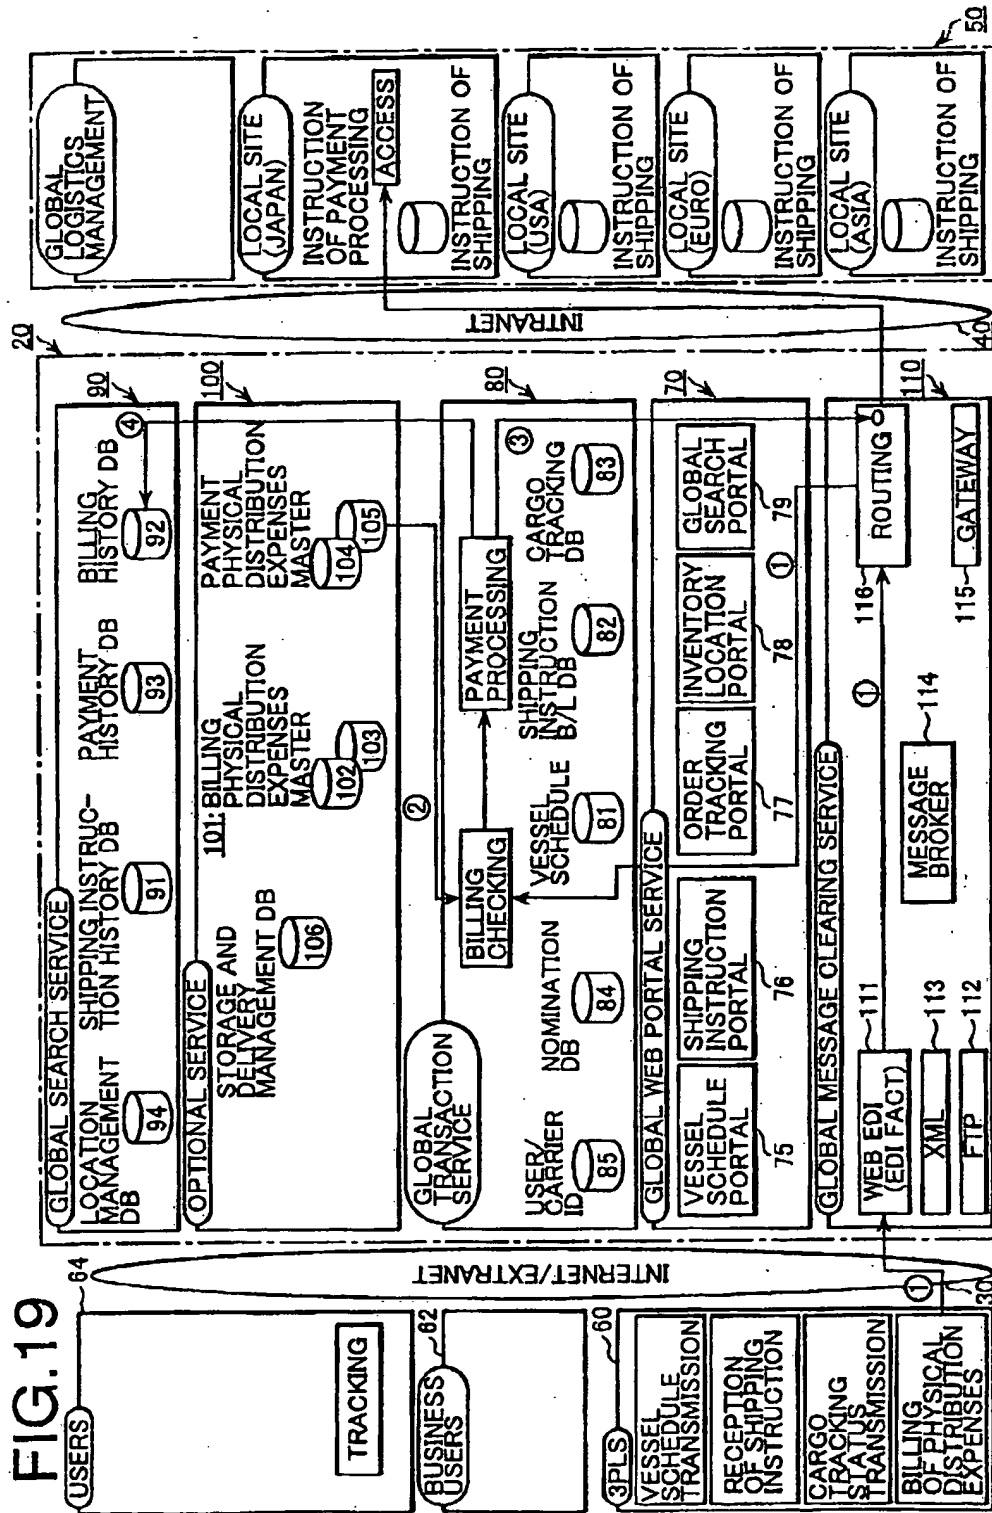 FIG.19
USERS
64
TRACKING
BUSINESS
USERS
62
3PLS
60
VESSEL
SCHEDULE
TRANSMISSION
RECEPTION
OF SHIPPING
INSTRUCTION
CARGO
TRACKING
STATUS
TRANSMISSION
BILLING
OF PHYSICAL
DISTRIBUTION
EXPENSES
INTERNET/EXTRANET
①
30
20
GLOBAL SEARCH SERVICE
90
LOCATION
MANAGEMENT
DB
94
SHIPPING INSTRUC-
TION HISTORY DB
91
PAYMENT
HISTORY DB
93
BILLING
HISTORY DB
92
④
OPTIONAL SERVICE
100
STORAGE AND
DELIVERY
MANAGEMENT DB
106
101:BILLING
PHYSICAL
DISTRIBUTION
EXPENSES
MASTER
102
103
PAYMENT
PHYSICAL
DISTRIBUTION
EXPENSES
MASTER
104
105
②
GLOBAL
TRANSACTION
SERVICE
80
BILLING
CHECKING
PAYMENT
PROCESSING
③
USER/
CARRIER
ID
85
NOMINATION
DB
84
VESSEL
SCHEDULE
81
SHIPPING
INSTRUCTION
B/L DB
82
CARGO
TRACKING
DB
83
GLOBAL WEB PORTAL SERVICE
70
VESSEL
SCHEDULE
PORTAL
75
SHIPPING
INSTRUCTION
PORTAL
76
ORDER
TRACKING
PORTAL
77
INVENTORY
LOCATION
PORTAL
78
GLOBAL
SEARCH
PORTAL
79
①
GLOBAL MESSAGE CLEARING SERVICE
110
WEB EDI
(EDI FACT)
111
XML
113
FTP
112
MESSAGE
BROKER
114
①
ROUTING
116
GATEWAY
115
INTRANET
40
50
GLOBAL
LOGISTICS
MANAGEMENT
LOCAL SITE
(JAPAN)
INSTRUCTION
OF PAYMENT
PROCESSING
ACCESS
INSTRUCTION OF
SHIPPING
LOCAL SITE
(USA)
INSTRUCTION OF
SHIPPING
LOCAL SITE
(EURO)
INSTRUCTION OF
SHIPPING
LOCAL SITE
(ASIA)
INSTRUCTION OF
SHIPPING